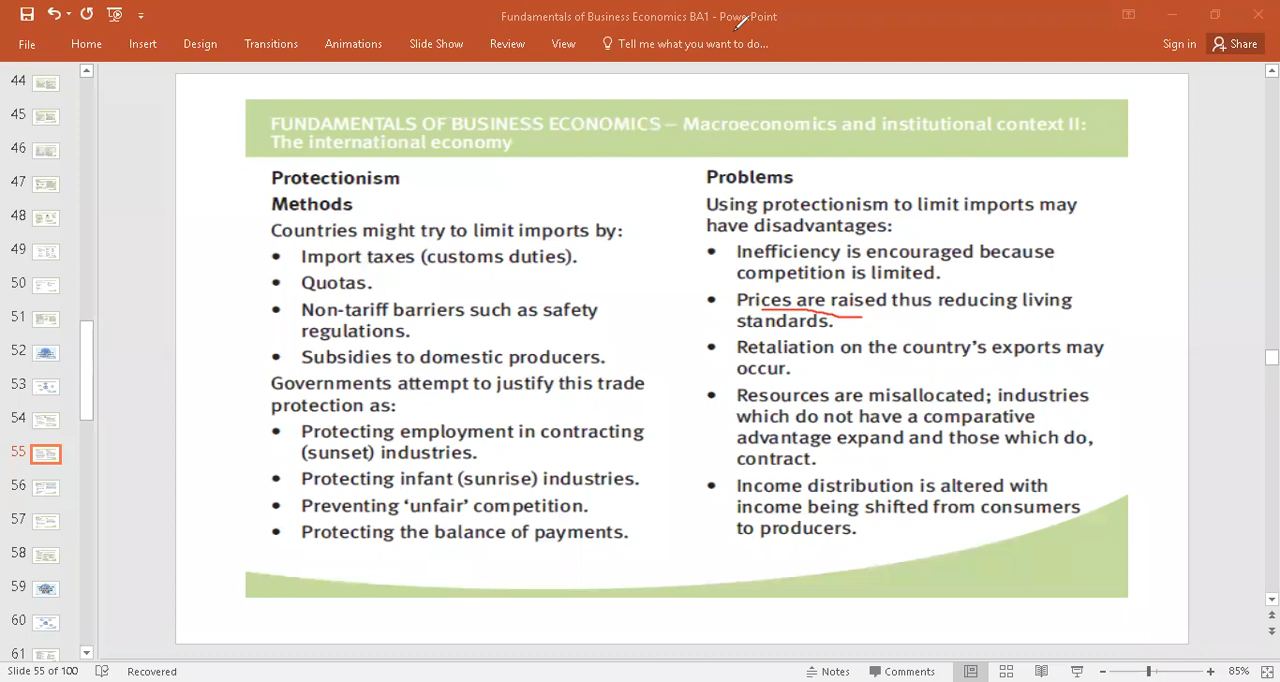 Fundamentals of Business Economics BA1 - PowerPoint
File Home Insert Design Transitions Animations Slide Show Review View Tell me what you want to do... Sign in Share
44
45
46
47
48
49
50
51
52
53
54
55
56
57
58
59
60
61
FUNDAMENTALS OF BUSINESS ECONOMICS – Macroeconomics and institutional context II:
The international economy
Protectionism
Methods
Countries might try to limit imports by:
• Import taxes (customs duties).
• Quotas.
• Non-tariff barriers such as safety
regulations.
• Subsidies to domestic producers.
Governments attempt to justify this trade
protection as:
• Protecting employment in contracting
(sunset) industries.
• Protecting infant (sunrise) industries.
• Preventing ‘unfair’ competition.
• Protecting the balance of payments.
Problems
Using protectionism to limit imports may
have disadvantages:
• Inefficiency is encouraged because
competition is limited.
• Prices are raised thus reducing living
standards.
• Retaliation on the country’s exports may
occur.
• Resources are misallocated; industries
which do not have a comparative
advantage expand and those which do,
contract.
• Income distribution is altered with
income being shifted from consumers
to producers.
Slide 55 of 100 Recovered Notes Comments 85%